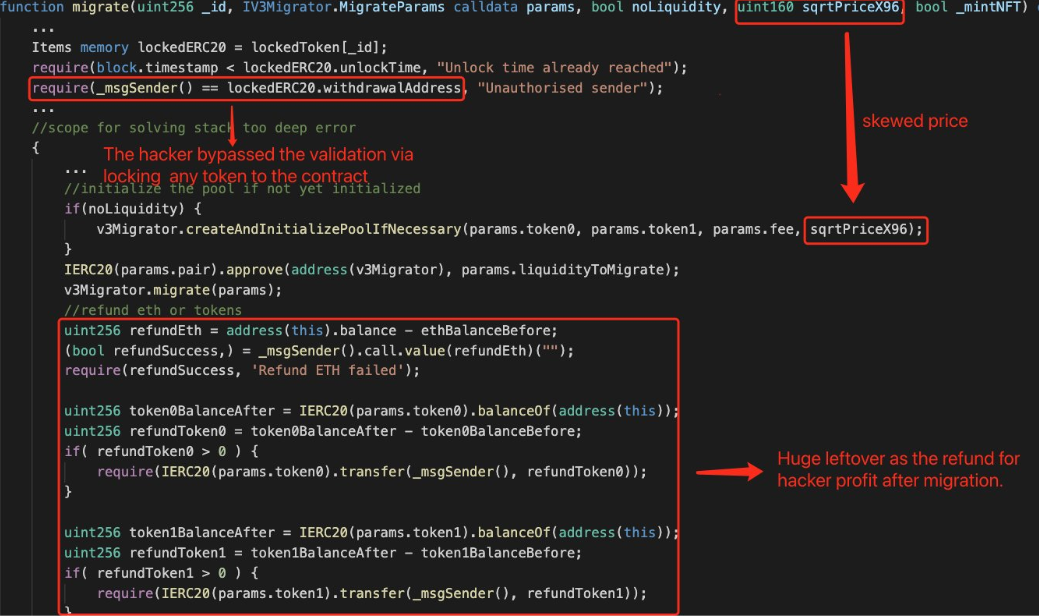 function migrate(uint256 _id, IV3Migrator.MigrateParams calldata params, bool noLiquidity, uint160 sqrtPriceX96, bool _mintNFT)
...
Items memory lockedERC20 = lockedToken[_id];
require(block.timestamp < lockedERC20.unlockTime, "Unlock time already reached");
require(_msgSender() == lockedERC20.withdrawalAddress, "Unauthorised sender");
...
skewed price
//scope for solving stack too deep error
{
The hacker bypassed the validation via
locking any token to the contract
...
//initialize the pool if not yet initialized
if(noLiquidity) {
v3Migrator.createAndInitializePoolIfNecessary(params.token0, params.token1, params.fee, sqrtPriceX96);
}
IERC20(params.pair).approve(address(v3Migrator), params.liquidityToMigrate);
v3Migrator.migrate(params);
//refund eth or tokens
uint256 refundEth = address(this).balance - ethBalanceBefore;
(bool refundSuccess,) = _msgSender().call.value(refundEth)("");
require(refundSuccess, 'Refund ETH failed');
uint256 token0BalanceAfter = IERC20(params.token0).balanceOf(address(this));
uint256 refundToken0 = token0BalanceAfter - token0BalanceBefore;
if( refundToken0 > 0 ) {
require(IERC20(params.token0).transfer(_msgSender(), refundToken0));
}
Huge leftover as the refund for
hacker profit after migration.
uint256 token1BalanceAfter = IERC20(params.token1).balanceOf(address(this));
uint256 refundToken1 = token1BalanceAfter - token1BalanceBefore;
if( refundToken1 > 0 ) {
require(IERC20(params.token1).transfer(_msgSender(), refundToken1));
}